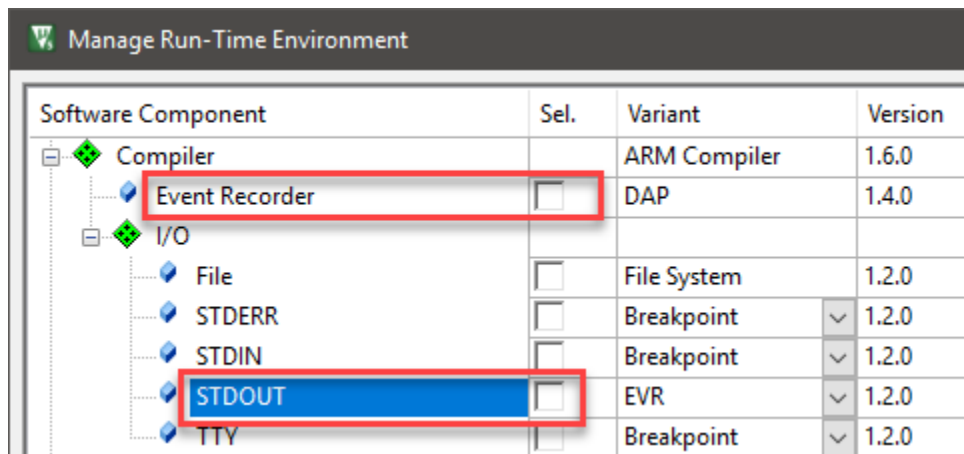 Manage Run-Time Environment
Software Component Sel. Variant Version
Compiler ARM Compiler 1.6.0
Event Recorder DAP 1.4.0
I/O
File File System 1.2.0
STDERR Breakpoint 1.2.0
STDIN Breakpoint 1.2.0
STDOUT EVR 1.2.0
TTY Breakpoint 1.2.0